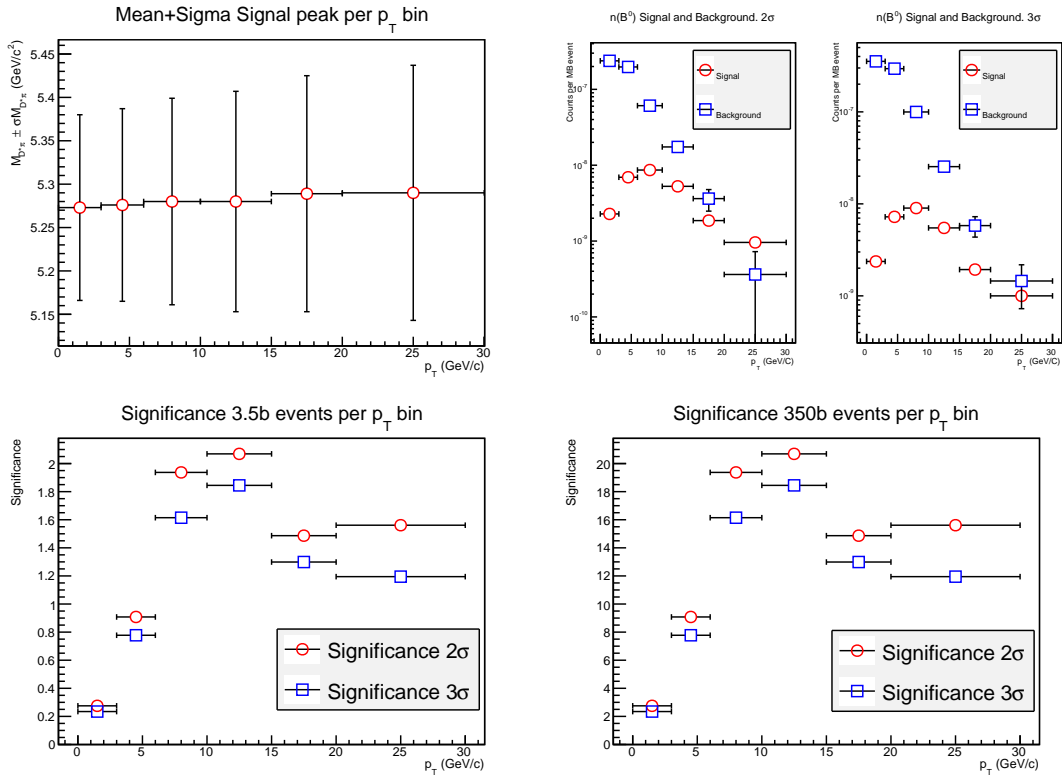 Mean+Sigma Signal peak per p_T bin
M_{D*π} ± σM_{D*π} (GeV/c²)
5.45
5.4
5.35
5.3
5.25
5.2
5.15
0 5 10 15 20 25 30
p_T (GeV/c)
n(B⁰) Signal and Background. 2σ
Counts per MB event
Signal
Background
10⁻⁷
10⁻⁸
10⁻⁹
10⁻¹⁰
0 5 10 15 20 25 30
p_T (GeV/C)
n(B⁰) Signal and Background. 3σ
Counts per MB event
Signal
Background
10⁻⁷
10⁻⁸
10⁻⁹
0 5 10 15 20 25 30
p_T (GeV/C)
Significance 3.5b events per p_T bin
Significance
2
1.8
1.6
1.4
1.2
1
0.8
0.6
0.4
0.2
Significance 2σ
Significance 3σ
0 5 10 15 20 25 30
p_T (GeV/c)
Significance 350b events per p_T bin
Significance
20
18
16
14
12
10
8
6
4
2
0
Significance 2σ
Significance 3σ
0 5 10 15 20 25 30
p_T (GeV/c)